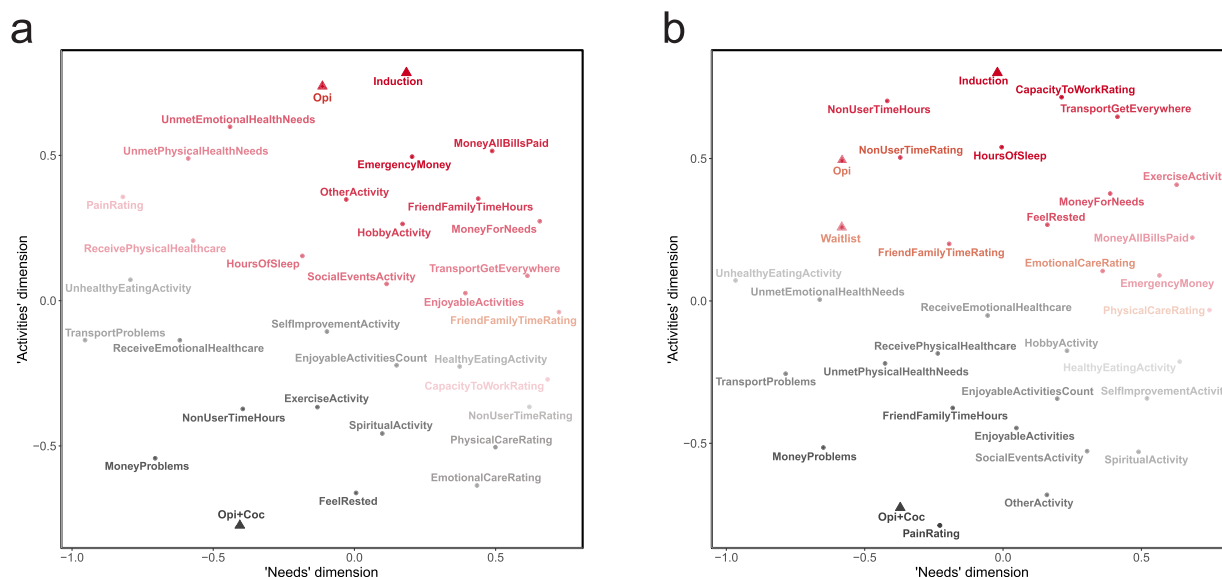 a
Induction
Opi
UnmetEmotionalHealthNeeds
MoneyAllBillsPaid
UnmetPhysicalHealthNeeds
0.5
EmergencyMoney
OtherActivity
PainRating
FriendFamilyTimeHours
HobbyActivity
MoneyForNeeds
ReceivePhysicalHealthcare
HoursOfSleep
SocialEventsActivity
TransportGetEverywhere
UnhealthyEatingActivity
0.0
EnjoyableActivities
FriendFamilyTimeRating
SelfImprovementActivity
TransportProblems
ReceiveEmotionalHealthcare
EnjoyableActivitiesCount
HealthyEatingActivity
CapacityToWorkRating
ExerciseActivity
NonUserTimeHours
NonUserTimeRating
SpiritualActivity
−0.5
PhysicalCareRating
MoneyProblems
EmotionalCareRating
FeelRested
Opi+Coc
−1.0
−0.5
0.0
0.5
'Needs' dimension
'Activities' dimension
b
Induction
CapacityToWorkRating
NonUserTimeHours
TransportGetEverywhere
NonUserTimeRating
0.5
HoursOfSleep
Opi
ExerciseActivit
MoneyForNeeds
FeelRested
Waitlist
MoneyAllBillsPaid
FriendFamilyTimeRating
EmotionalCareRating
UnhealthyEatingActivity
EmergencyMoney
0.0
UnmetEmotionalHealthNeeds
ReceiveEmotionalHealthcare
PhysicalCareRating
ReceivePhysicalHealthcare
HobbyActivity
UnmetPhysicalHealthNeeds
HealthyEatingActivity
TransportProblems
EnjoyableActivitiesCount
SelfImprovementActivit
FriendFamilyTimeHours
EnjoyableActivities
−0.5
MoneyProblems
SocialEventsActivity
SpiritualActivity
OtherActivity
Opi+Coc
PainRating
−1.0
−0.5
0.0
0.5
'Needs' dimension
'Activities' dimension